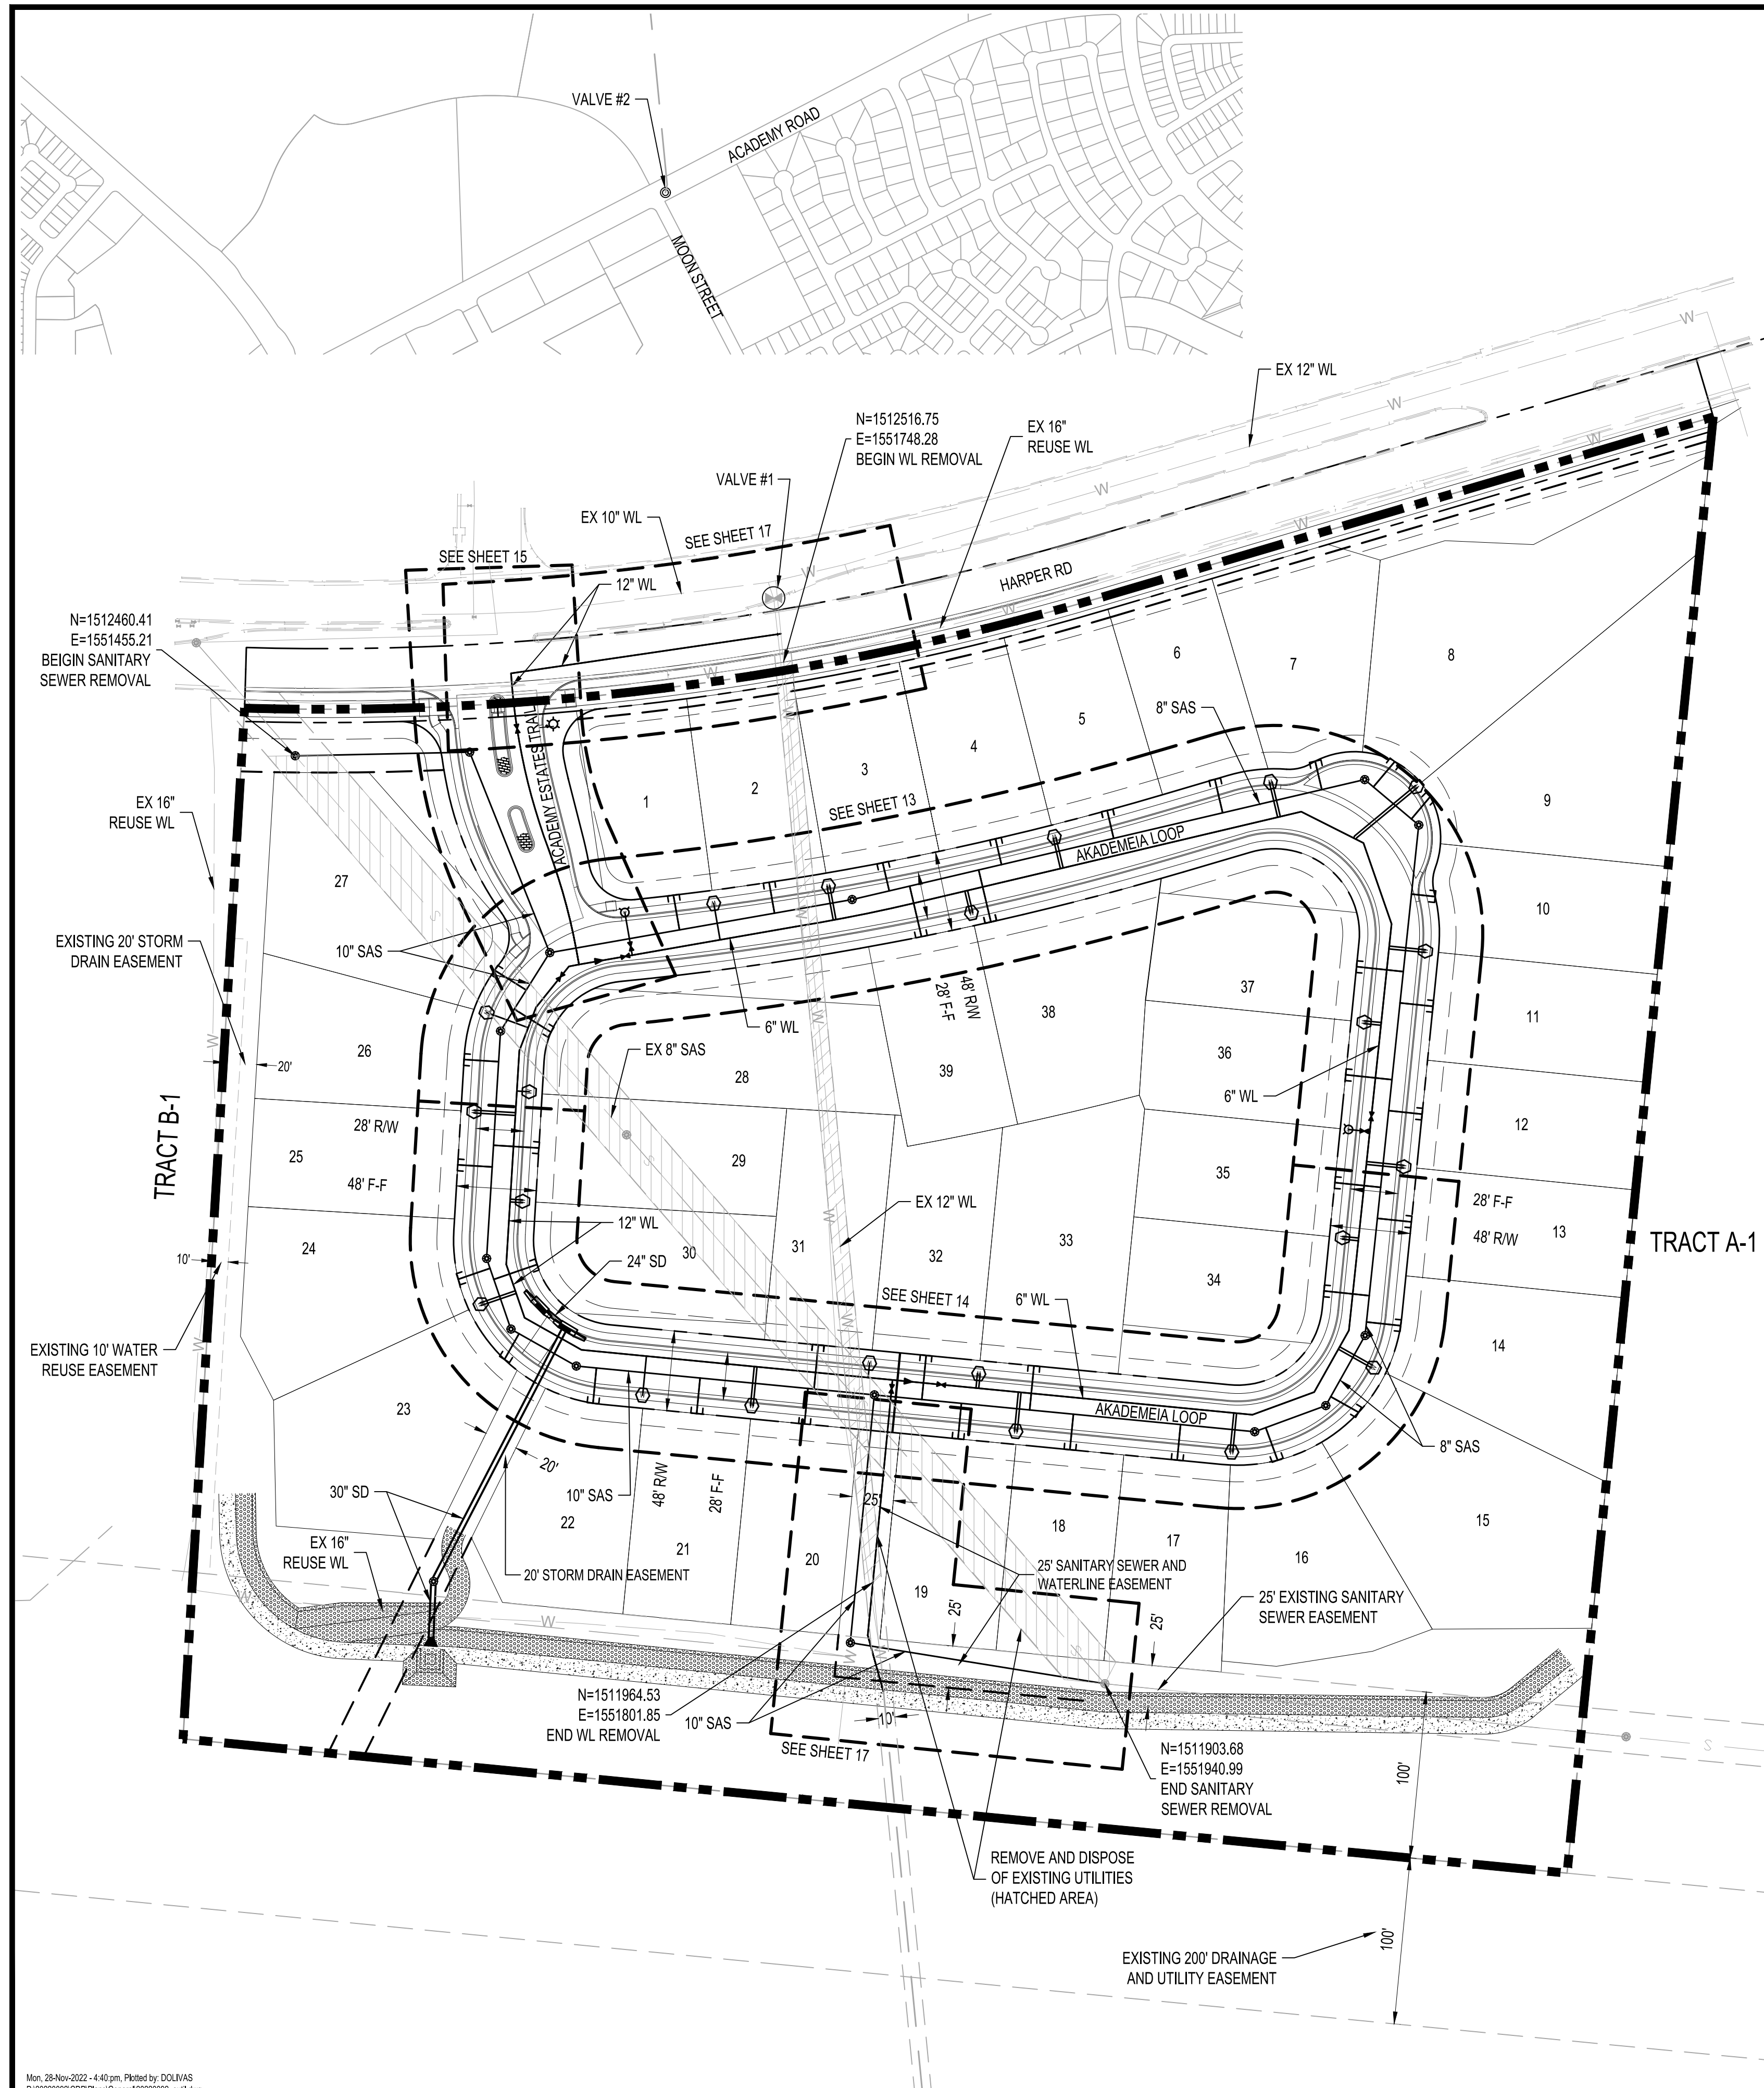 VALVE #2
ACADEMY ROAD
MOON STREET
EX 12" WL
N=1512516.75
E=1551748.28
BEGIN WL REMOVAL
EX 16"
REUSE WL
VALVE #1
EX 10" WL
SEE SHEET 17
SEE SHEET 15
12" WL
HARPER RD
N=1512460.41
E=1551455.21
BEIGIN SANITARY
SEWER REMOVAL
W
W
W
W
W
W
W
W
ACADEMY ESTATES TRAIL
1
2
3
4
5
6
7
8
8" SAS
SEE SHEET 13
AKADEMEIA LOOP
9
EX 16"
REUSE WL
27
10
EXISTING 20' STORM
DRAIN EASEMENT
10" SAS
S
48' R/W
28' F-F
37
38
11
6" WL
26
20'
EX 8" SAS
28
39
36
6" WL
12
TRACT B-1
28' R/W
25
48' F-F
29
S
35
EX 12" WL
28' F-F
48' R/W
13
TRACT A-1
24
12" WL
30
31
32
33
34
10'
24" SD
SEE SHEET 14
6" WL
14
EXISTING 10' WATER
REUSE EASEMENT
23
AKADEMEIA LOOP
8" SAS
20'
30" SD
10" SAS
48' R/W
28' F-F
25'
22
21
20
19
18
17
16
15
EX 16"
REUSE WL
20' STORM DRAIN EASEMENT
25' SANITARY SEWER AND
WATERLINE EASEMENT
25' EXISTING SANITARY
SEWER EASEMENT
25'
25'
W
W
S
N=1511964.53
E=1551801.85
END WL REMOVAL
10" SAS
10'
SEE SHEET 17
N=1511903.68
E=1551940.99
END SANITARY
SEWER REMOVAL
S
100'
REMOVE AND DISPOSE
OF EXISTING UTILITIES
(HATCHED AREA)
100'
EXISTING 200' DRAINAGE
AND UTILITY EASEMENT
Mon, 28-Nov-2022 - 4:40:pm, Plotted by: DOLIVAS